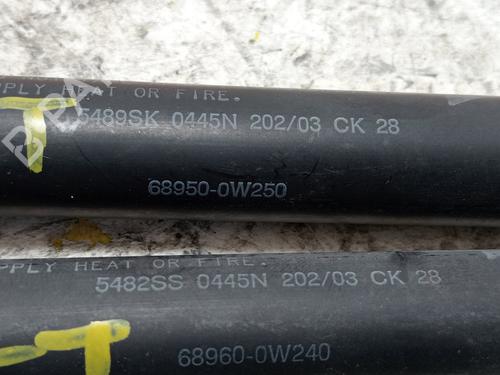 PPLY HEAT OR FIRE.
5489SK 0445N 202/03 CK 28
68950-0W250
PPLY HEAT OR FIRE.
5482SS 0445N 202/03 CK 28
68960-0W240